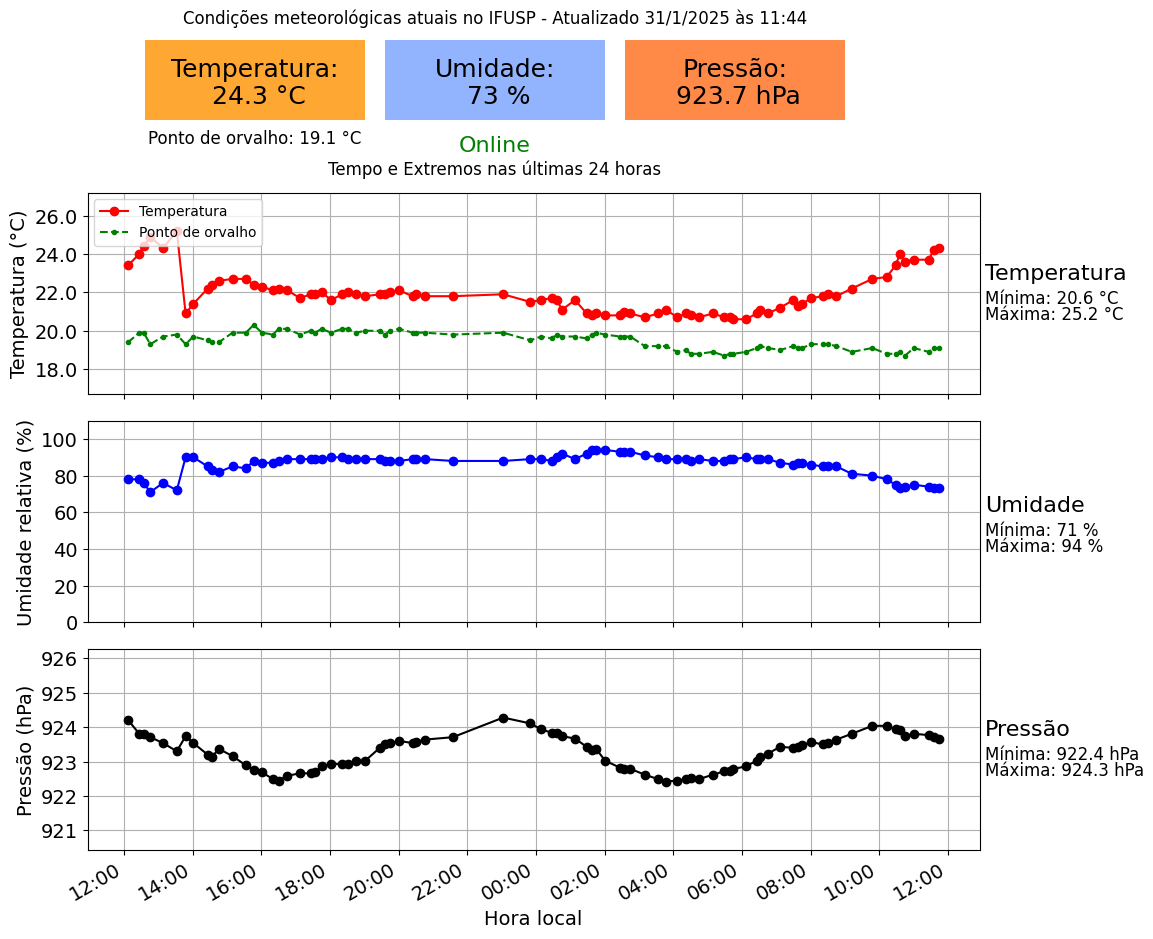 Condições meteorológicas atuais no IFUSP - Atualizado 31/1/2025 às 11:44
Temperatura:
24.3 °C
Umidade:
73 %
Pressão:
923.7 hPa
Ponto de orvalho: 19.1 °C
Online
Tempo e Extremos nas últimas 24 horas
Temperatura (°C)
26.0
24.0
22.0
20.0
18.0
Temperatura
Ponto de orvalho
Temperatura
Mínima: 20.6 °C
Máxima: 25.2 °C
Umidade relativa (%)
100
80
60
40
20
0
Umidade
Mínima: 71 %
Máxima: 94 %
Pressão (hPa)
926
925
924
923
922
921
Pressão
Mínima: 922.4 hPa
Máxima: 924.3 hPa
12:00 14:00 16:00 18:00 20:00 22:00 00:00 02:00 04:00 06:00 08:00 10:00 12:00
Hora local